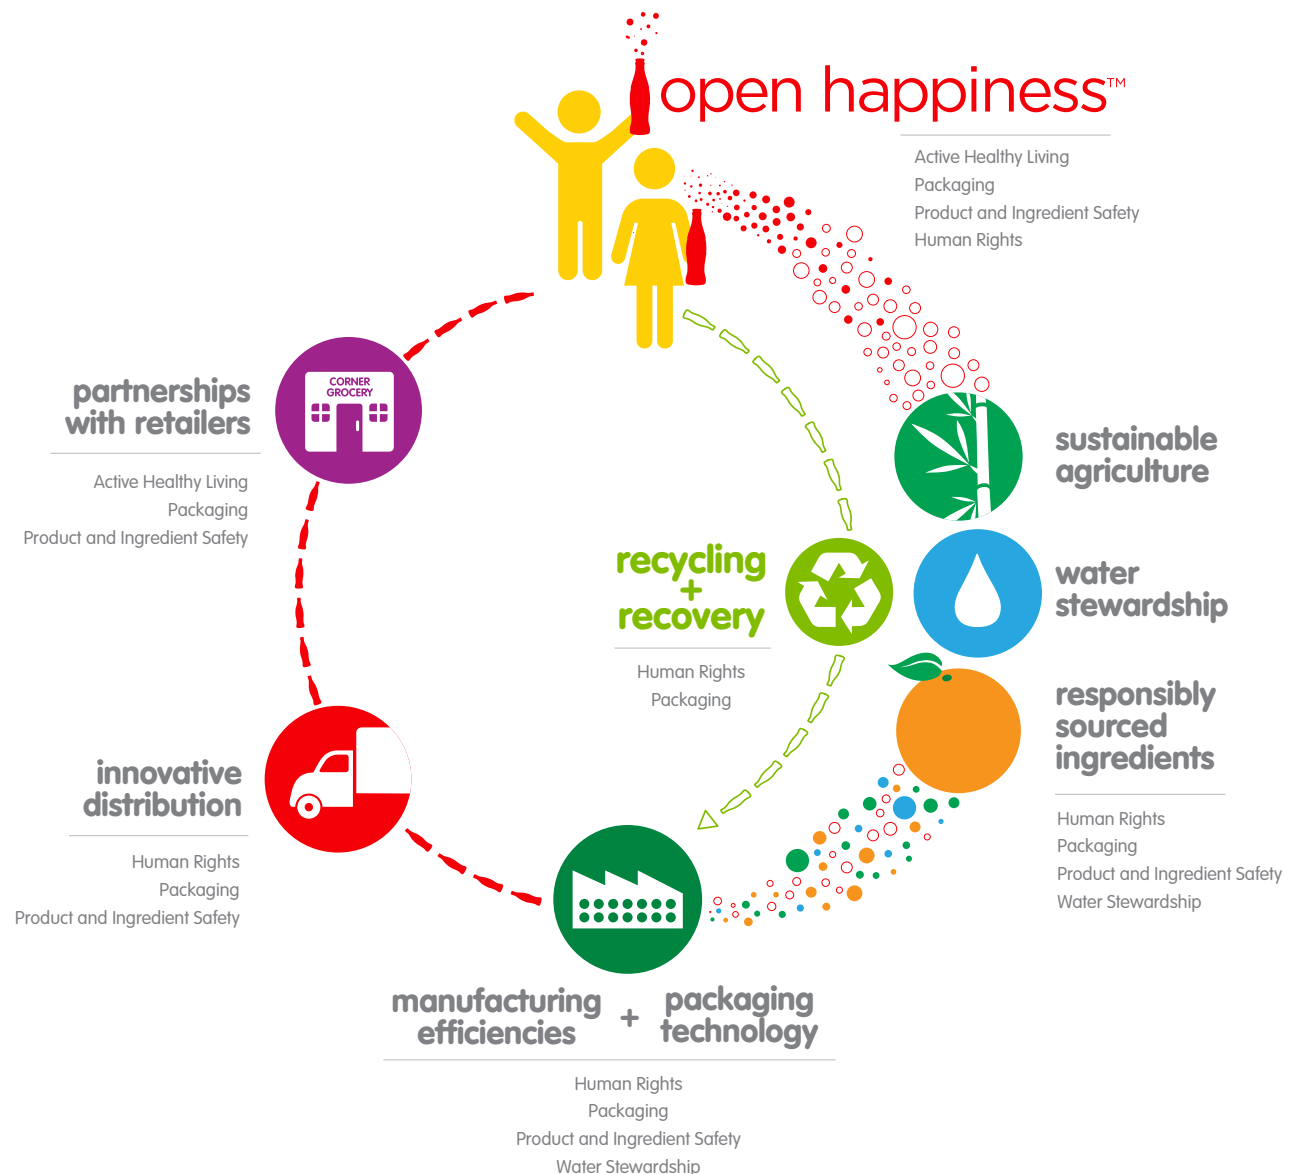 open happiness™
Active Healthy Living
Packaging
Product and Ingredient Safety
Human Rights
CORNER
GROCERY
partnerships
with retailers
Active Healthy Living
Packaging
Product and Ingredient Safety
sustainable
agriculture
water
stewardship
responsibly
sourced
ingredients
Human Rights
Packaging
Product and Ingredient Safety
Water Stewardship
recycling
+
recovery
Human Rights
Packaging
innovative
distribution
Human Rights
Packaging
Product and Ingredient Safety
manufacturing
efficiencies
+
packaging
technology
Human Rights
Packaging
Product and Ingredient Safety
Water Stewardship